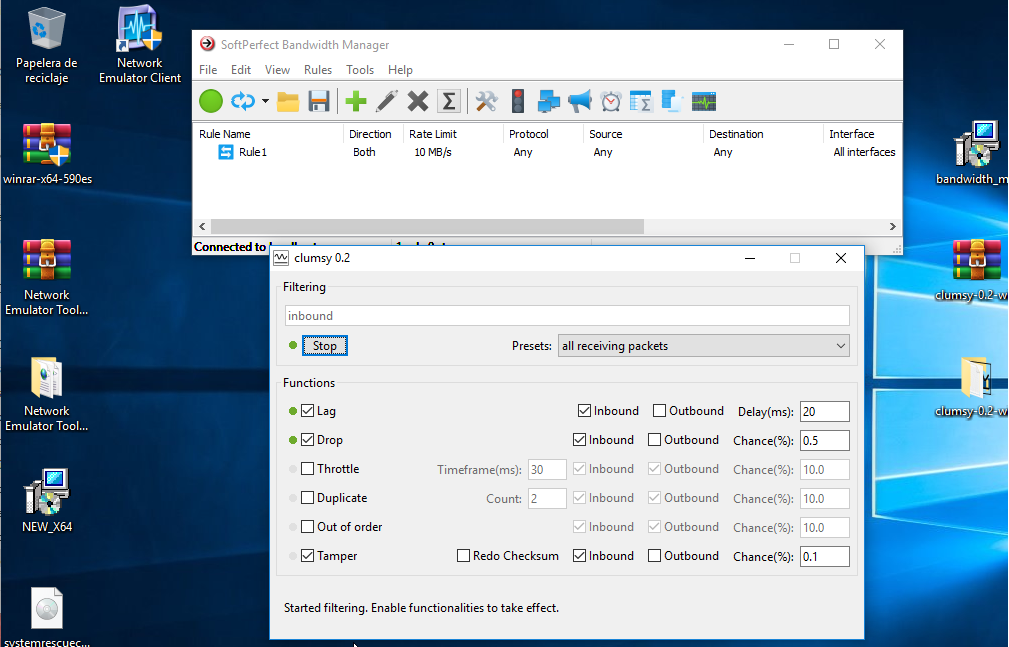 Papelera de
reciclaje
Network
Emulator Client
winrar-x64-590es
Network
Emulator Tool...
Network
Emulator Tool...
NEW_X64
systemrescuec...
SoftPerfect Bandwidth Manager
File Edit View Rules Tools Help
Rule Name Direction Rate Limit Protocol Source Destination Interface
Rule1 Both 10 MB/s Any Any Any All interfaces
Connected to
clumsy 0.2
Filtering
inbound
Stop Presets: all receiving packets
Functions
Lag Inbound Outbound Delay(ms): 20
Drop Inbound Outbound Chance(%): 0.5
Throttle Timeframe(ms): 30 Inbound Outbound Chance(%): 10.0
Duplicate Count: 2 Inbound Outbound Chance(%): 10.0
Out of order Inbound Outbound Chance(%): 10.0
Tamper Redo Checksum Inbound Outbound Chance(%): 0.1
Started filtering. Enable functionalities to take effect.
bandwidth_m
clumsy-0.2-w
clumsy-0.2-w